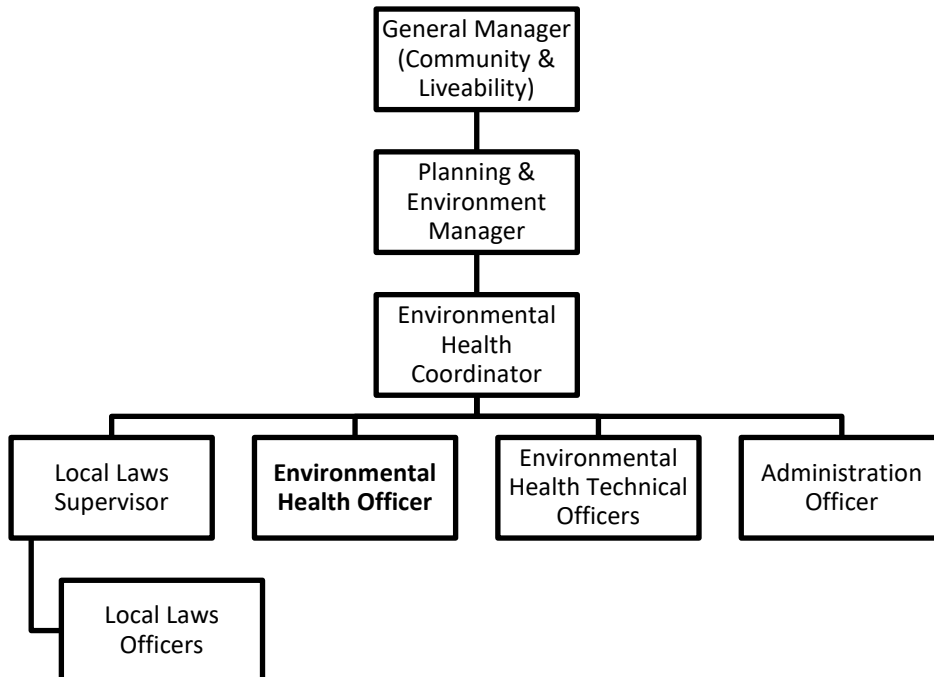 General Manager
(Community &
Liveability)
Planning &
Environment
Manager
Environmental
Health
Coordinator
Local Laws
Supervisor
Environmental
Health Officer
Environmental
Health Technical
Officers
Administration
Officer
Local Laws
Officers